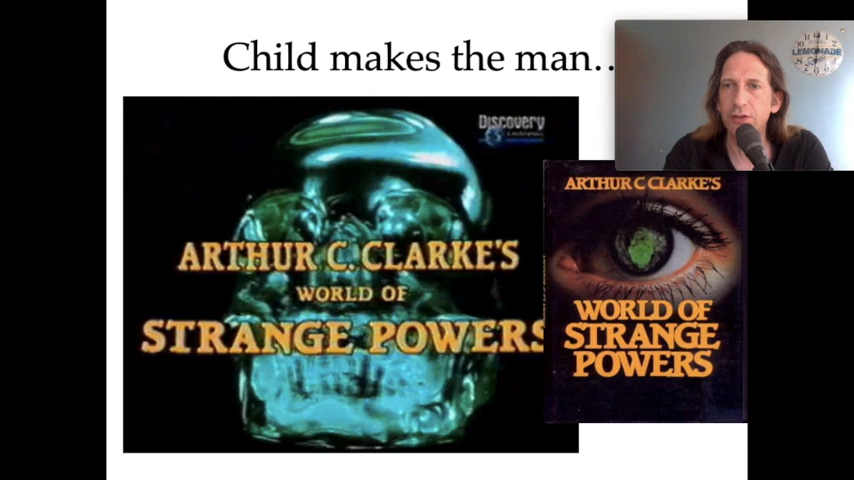 Child makes the man..
Discovery
LEMONADE
ARTHUR C. CLARKE'S
WORLD OF
STRANGE POWERS
ARTHUR C CLARKE'S
WORLD OF
STRANGE
POWERS